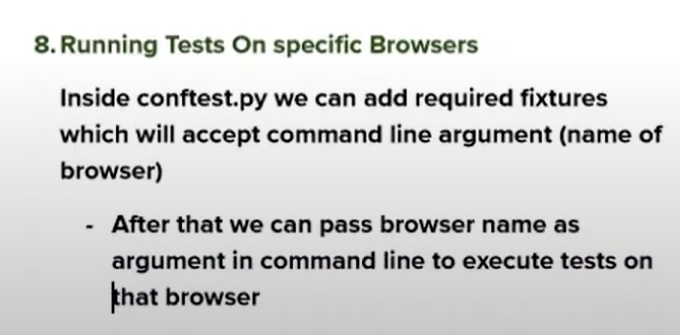 8. Running Tests On specific Browsers
Inside conftest.py we can add required fixtures
which will accept command line argument (name of
browser)
- After that we can pass browser name as
argument in command line to execute tests on
that browser